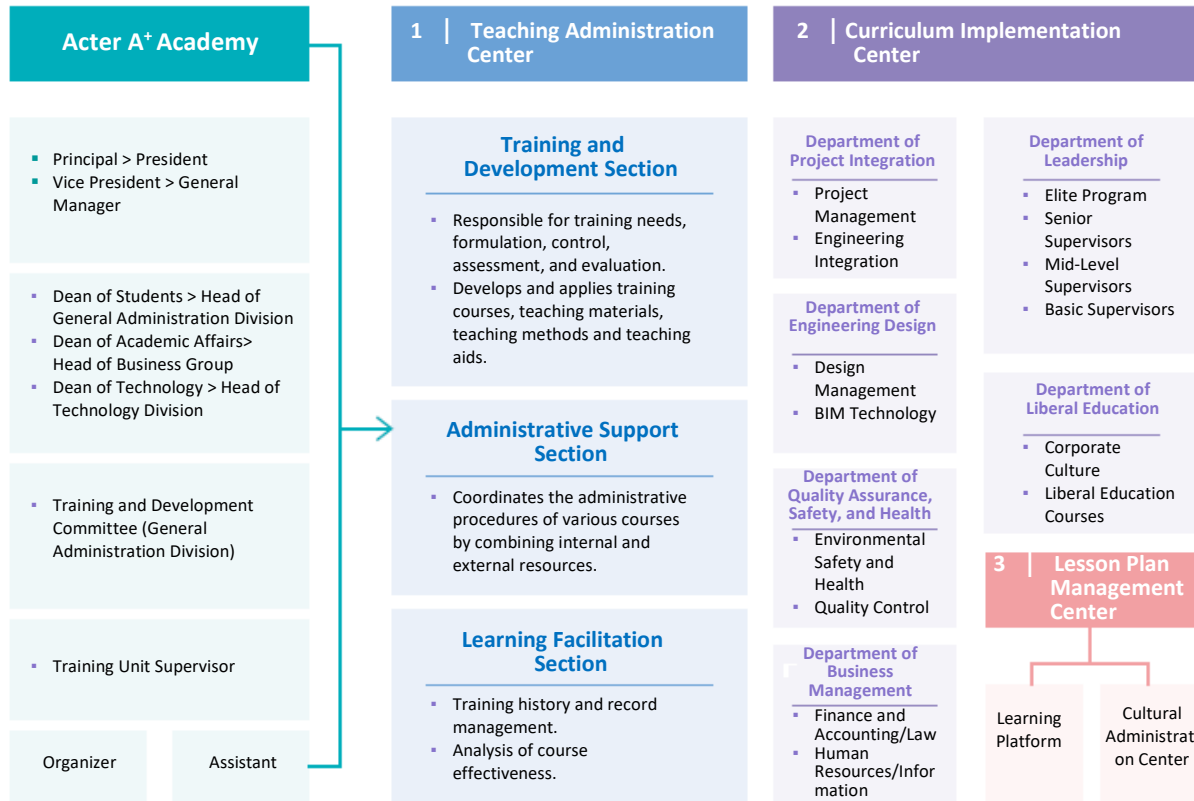 Acter A⁺ Academy
▪ Principal > President
▪ Vice President > General
Manager
▪ Dean of Students > Head of
General Administration Division
▪ Dean of Academic Affairs>
Head of Business Group
▪ Dean of Technology > Head of
Technology Division
▪ Training and Development
Committee (General
Administration Division)
▪ Training Unit Supervisor
Organizer
Assistant
1 | Teaching Administration
Center
Training and
Development Section
▪ Responsible for training needs,
formulation, control,
assessment, and evaluation.
▪ Develops and applies training
courses, teaching materials,
teaching methods and teaching
aids.
Administrative Support
Section
▪ Coordinates the administrative
procedures of various courses
by combining internal and
external resources.
Learning Facilitation
Section
▪ Training history and record
management.
▪ Analysis of course
effectiveness.
2 | Curriculum Implementation
Center
Department of
Project Integration
▪ Project
Management
▪ Engineering
Integration
Department of
Engineering Design
▪ Design
Management
▪ BIM Technology
Department of
Quality Assurance,
Safety, and Health
▪ Environmental
Safety and
Health
▪ Quality Control
Department of
Business
Management
▪ Finance and
Accounting/Law
▪ Human
Resources/Infor
mation
Department of
Leadership
▪ Elite Program
▪ Senior
Supervisors
▪ Mid-Level
Supervisors
▪ Basic Supervisors
Department of
Liberal Education
▪ Corporate
Culture
▪ Liberal Education
Courses
3 | Lesson Plan
Management
Center
Learning
Platform
Cultural
Administrati
on Center